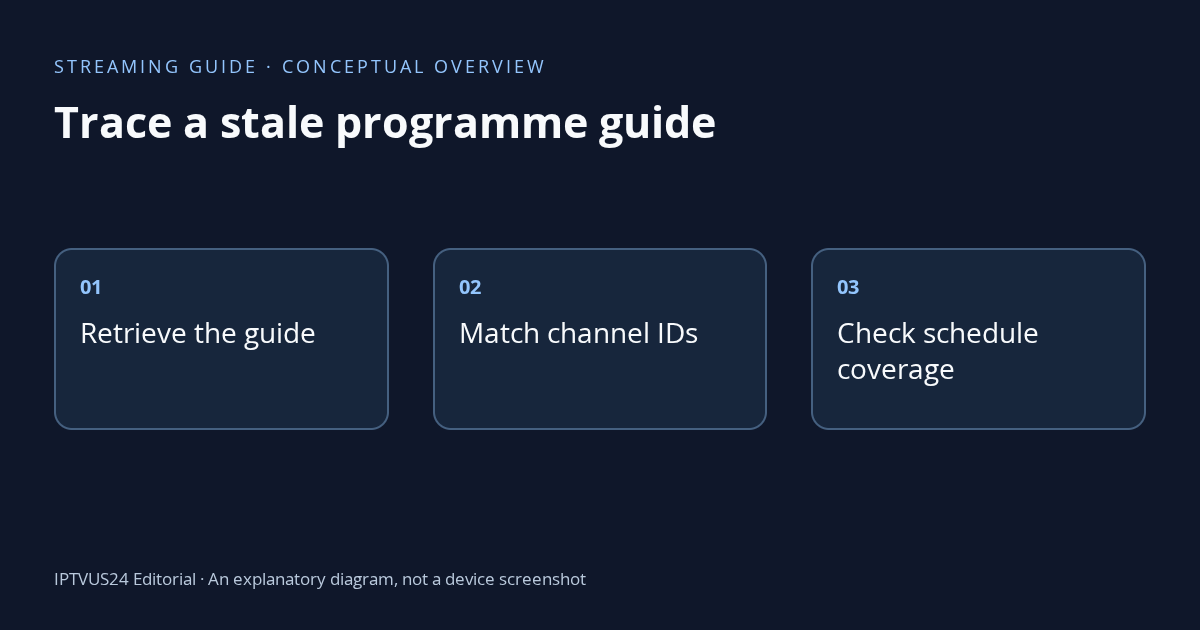 STREAMING GUIDE · CONCEPTUAL OVERVIEW
Trace a stale programme guide
01
Retrieve the guide
02
Match channel IDs
03
Check schedule
coverage
IPTVUS24 Editorial · An explanatory diagram, not a device screenshot